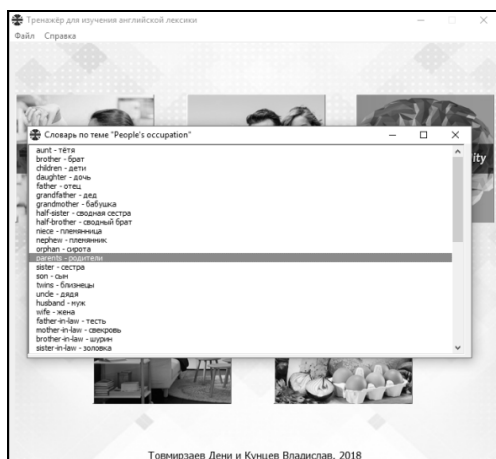 Тренажёр для изучения английской лексики
Файл Справка
ity
Словарь по теме "People's occupation"
aunt - тётя
brother - брат
children - дети
daughter - дочь
father - отец
grandfather - дед
grandmother - бабушка
half-sister - сводная сестра
half-brother - сводный брат
niece - племянница
nephew - племянник
orphan - сирота
parents - родители
sister - сестра
son - сын
twins - близнецы
uncle - дядя
husband - муж
wife - жена
father-in-law - тесть
mother-in-law - свекровь
brother-in-law - шурин
sister-in-law - золовка
Товмирзаев Дени и Кунцев Владислав, 2018